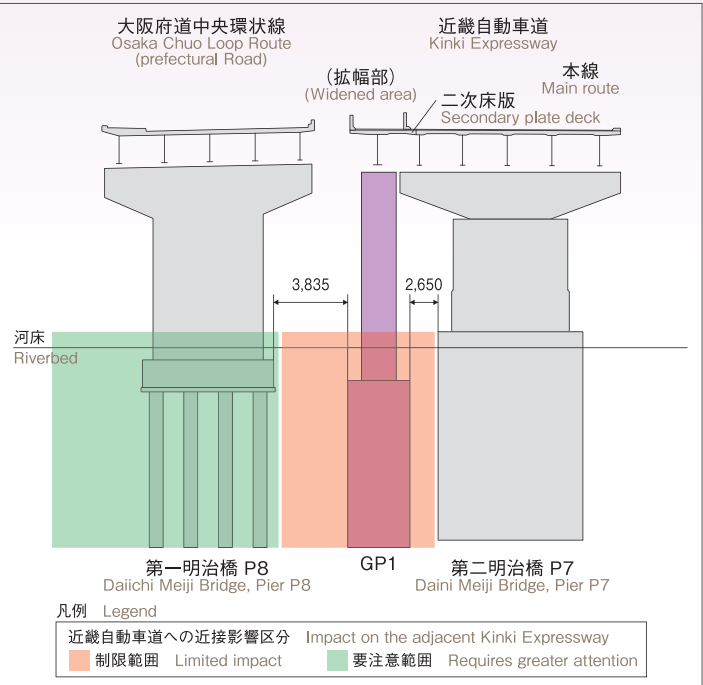 大阪府道中央環状線
Osaka Chuo Loop Route
(prefectural Road)
近畿自動車道
Kinki Expressway
(拡幅部)
(Widened area)
本線
Main route
二次床版
Secondary plate deck
3,835
2,650
河床
Riverbed
第一明治橋 P8
Daiichi Meiji Bridge, Pier P8
GP1
第二明治橋 P7
Daini Meiji Bridge, Pier P7
凡例 Legend
近畿自動車道への近接影響区分 Impact on the adjacent Kinki Expressway
制限範囲 Limited impact
要注意範囲 Requires greater attention